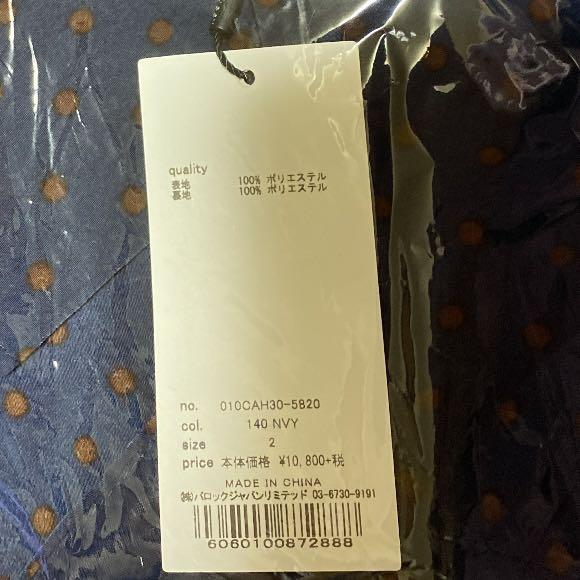 quality
表地 100% ポリエステル
裏地 100% ポリエステル
no. 010CAH30-5820
col. 140 NVY
size 2
price 本体価格 ¥10,800+税
MADE IN CHINA
㈱バロックジャパンリミテッド 03-6730-9191
6060100872888